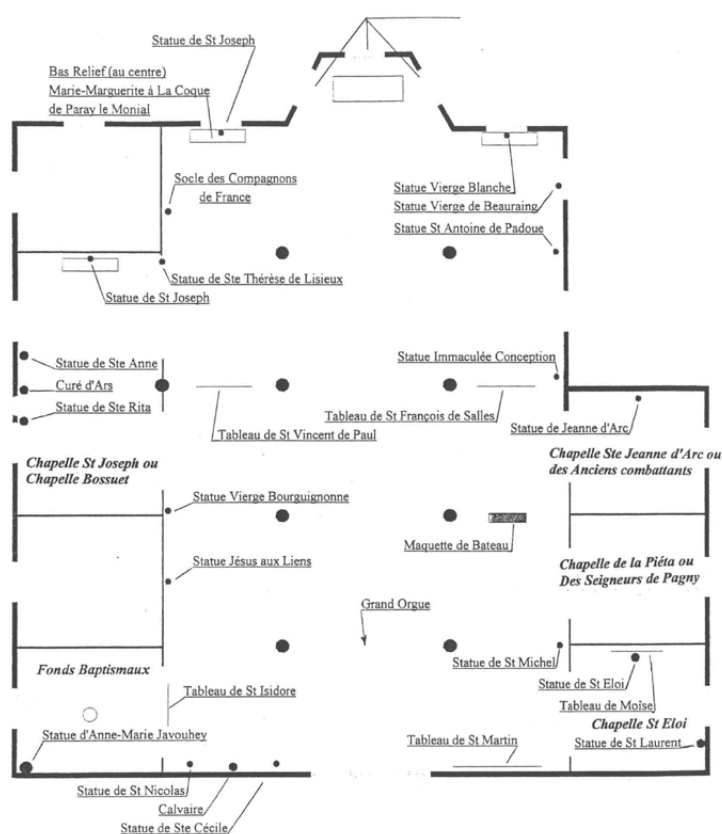 Statue de St Joseph
Bas Relief (au centre)
Marie-Marguerite à La Coque
de Paray le Monial
Socle des Compagnons
de France
Statue Vierge Blanche
Statue Vierge de Beauraing
Statue St Antoine de Padoue
Statue de Ste Thérèse de Lisieux
Statue de St Joseph
Statue de Ste Anne
Curé d'Ars
Statue de Ste Rita
Statue Immaculée Conception
Tableau de St François de Salles
Tableau de St Vincent de Paul
Statue de Jeanne d'Arc
Chapelle St Joseph ou
Chapelle Bossuet
Chapelle Ste Jeanne d'Arc ou
des Anciens combattants
Statue Vierge Bourguignonne
Maquette de Bateau
Statue Jésus aux Liens
Chapelle de la Piéta ou
Des Seigneurs de Pagny
Grand Orgue
Fonds Baptismaux
Statue de St Michel
Statue de St Eloi
Tableau de Moïse
Tableau de St Isidore
Chapelle St Eloi
Statue d'Anne-Marie Javouhey
Tableau de St Martin
Statue de St Laurent
Statue de St Nicolas
Calvaire
Statue de Ste Cécile